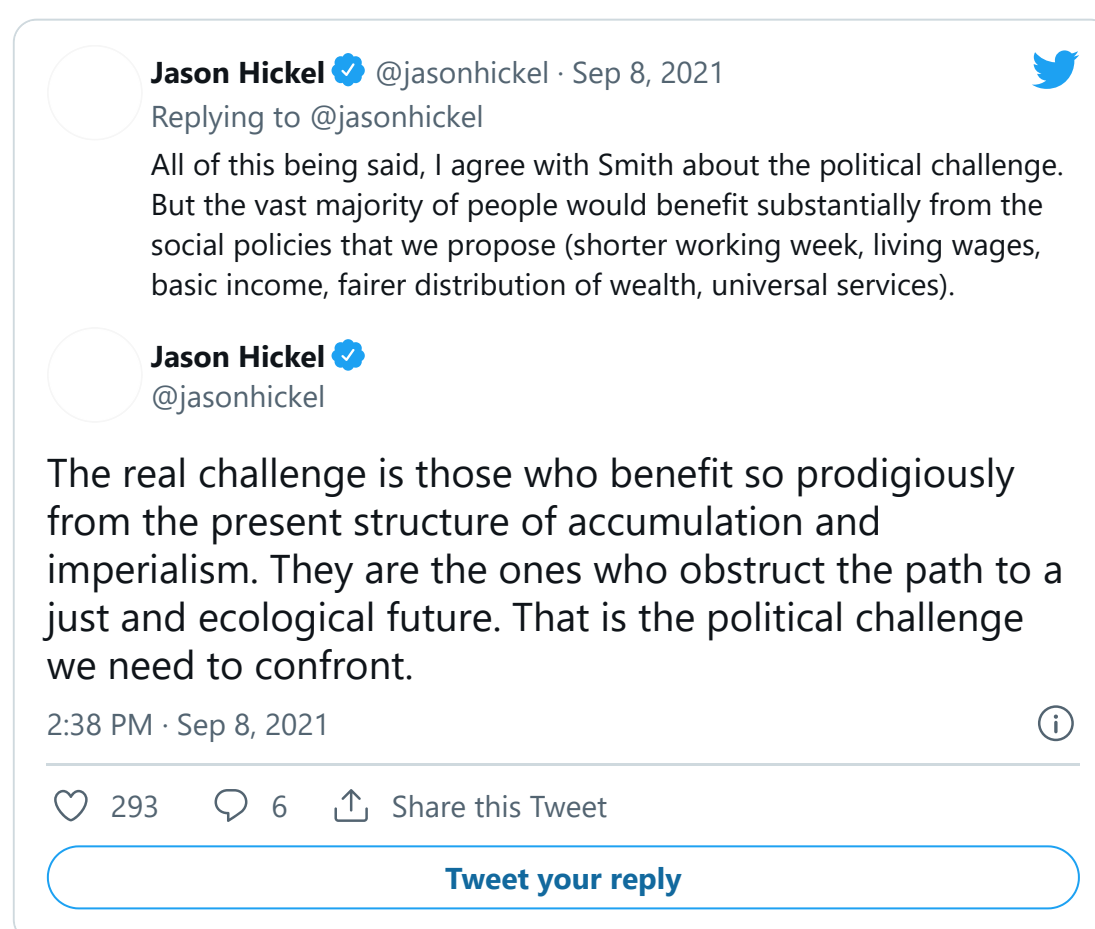 Jason Hickel @jasonhickel · Sep 8, 2021
Replying to @jasonhickel
All of this being said, I agree with Smith about the political challenge.
But the vast majority of people would benefit substantially from the
social policies that we propose (shorter working week, living wages,
basic income, fairer distribution of wealth, universal services).
Jason Hickel
@jasonhickel
The real challenge is those who benefit so prodigiously
from the present structure of accumulation and
imperialism. They are the ones who obstruct the path to a
just and ecological future. That is the political challenge
we need to confront.
2:38 PM · Sep 8, 2021
293 6 Share this Tweet
Tweet your reply